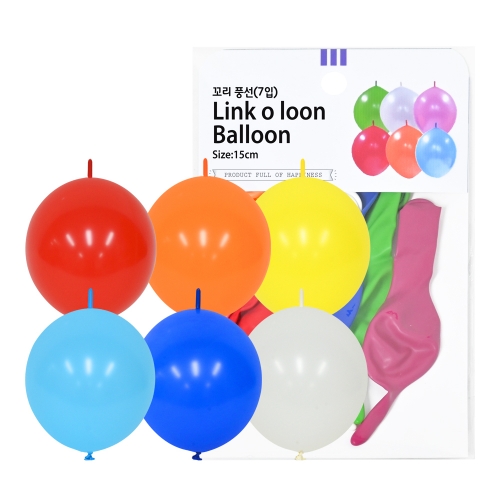 꼬리 풍선(7입)
Link o loon
Balloon
Size:15cm
PRODUCT FULL OF HAPPINESS